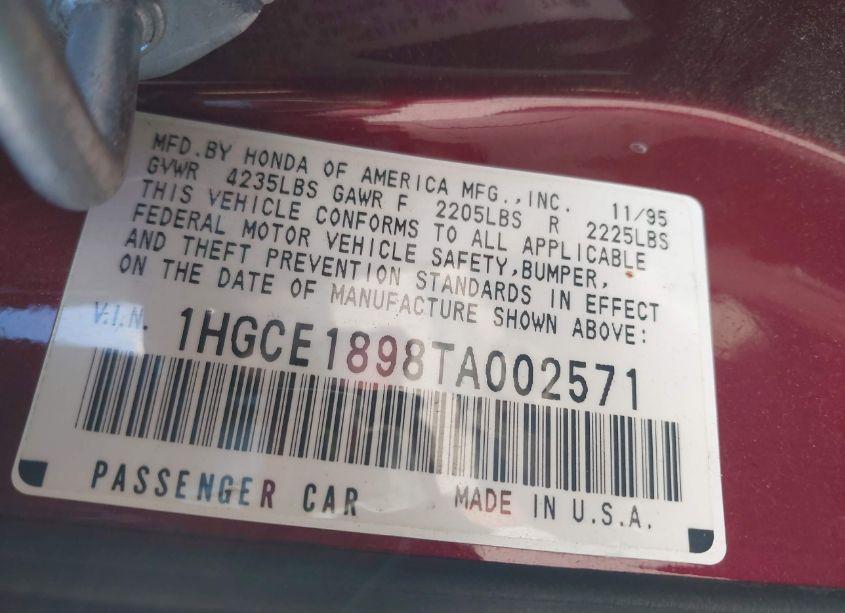 MFD.BY HONDA OF AMERICA MFG.,INC. 11/95
GVWR 4235LBS GAWR F 2205LBS R 2225LBS
THIS VEHICLE CONFORMS TO ALL APPLICABLE
FEDERAL MOTOR VEHICLE SAFETY,BUMPER,
AND THEFT PREVENTION STANDARDS IN EFFECT
ON THE DATE OF MANUFACTURE SHOWN ABOVE:
V.I.N. 1HGCE1898TA002571
PASSENGER CAR MADE IN U.S.A.